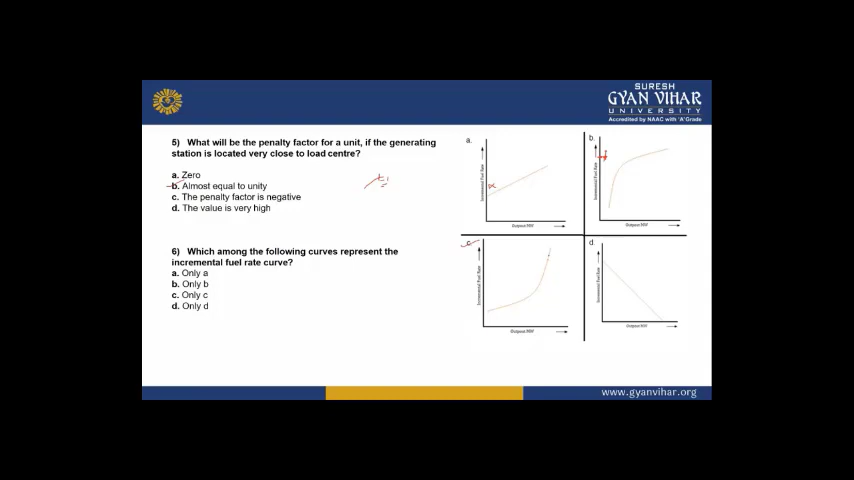 SURESH
GYAN VIHAR
UNIVERSITY
Accredited by NAAC with 'A' Grade
5) What will be the penalty factor for a unit, if the generating
station is located very close to load centre?
a. Zero
b. Almost equal to unity
c. The penalty factor is negative
d. The value is very high
6) Which among the following curves represent the
incremental fuel rate curve?
a. Only a
b. Only b
c. Only c
d. Only d
a.
Incremental Fuel Rate
Output MW
b.
Incremental Fuel Rate
Output MW
c.
Incremental Fuel Rate
Output MW
d.
Incremental Fuel Rate
Output MW
www.gyanvihar.org